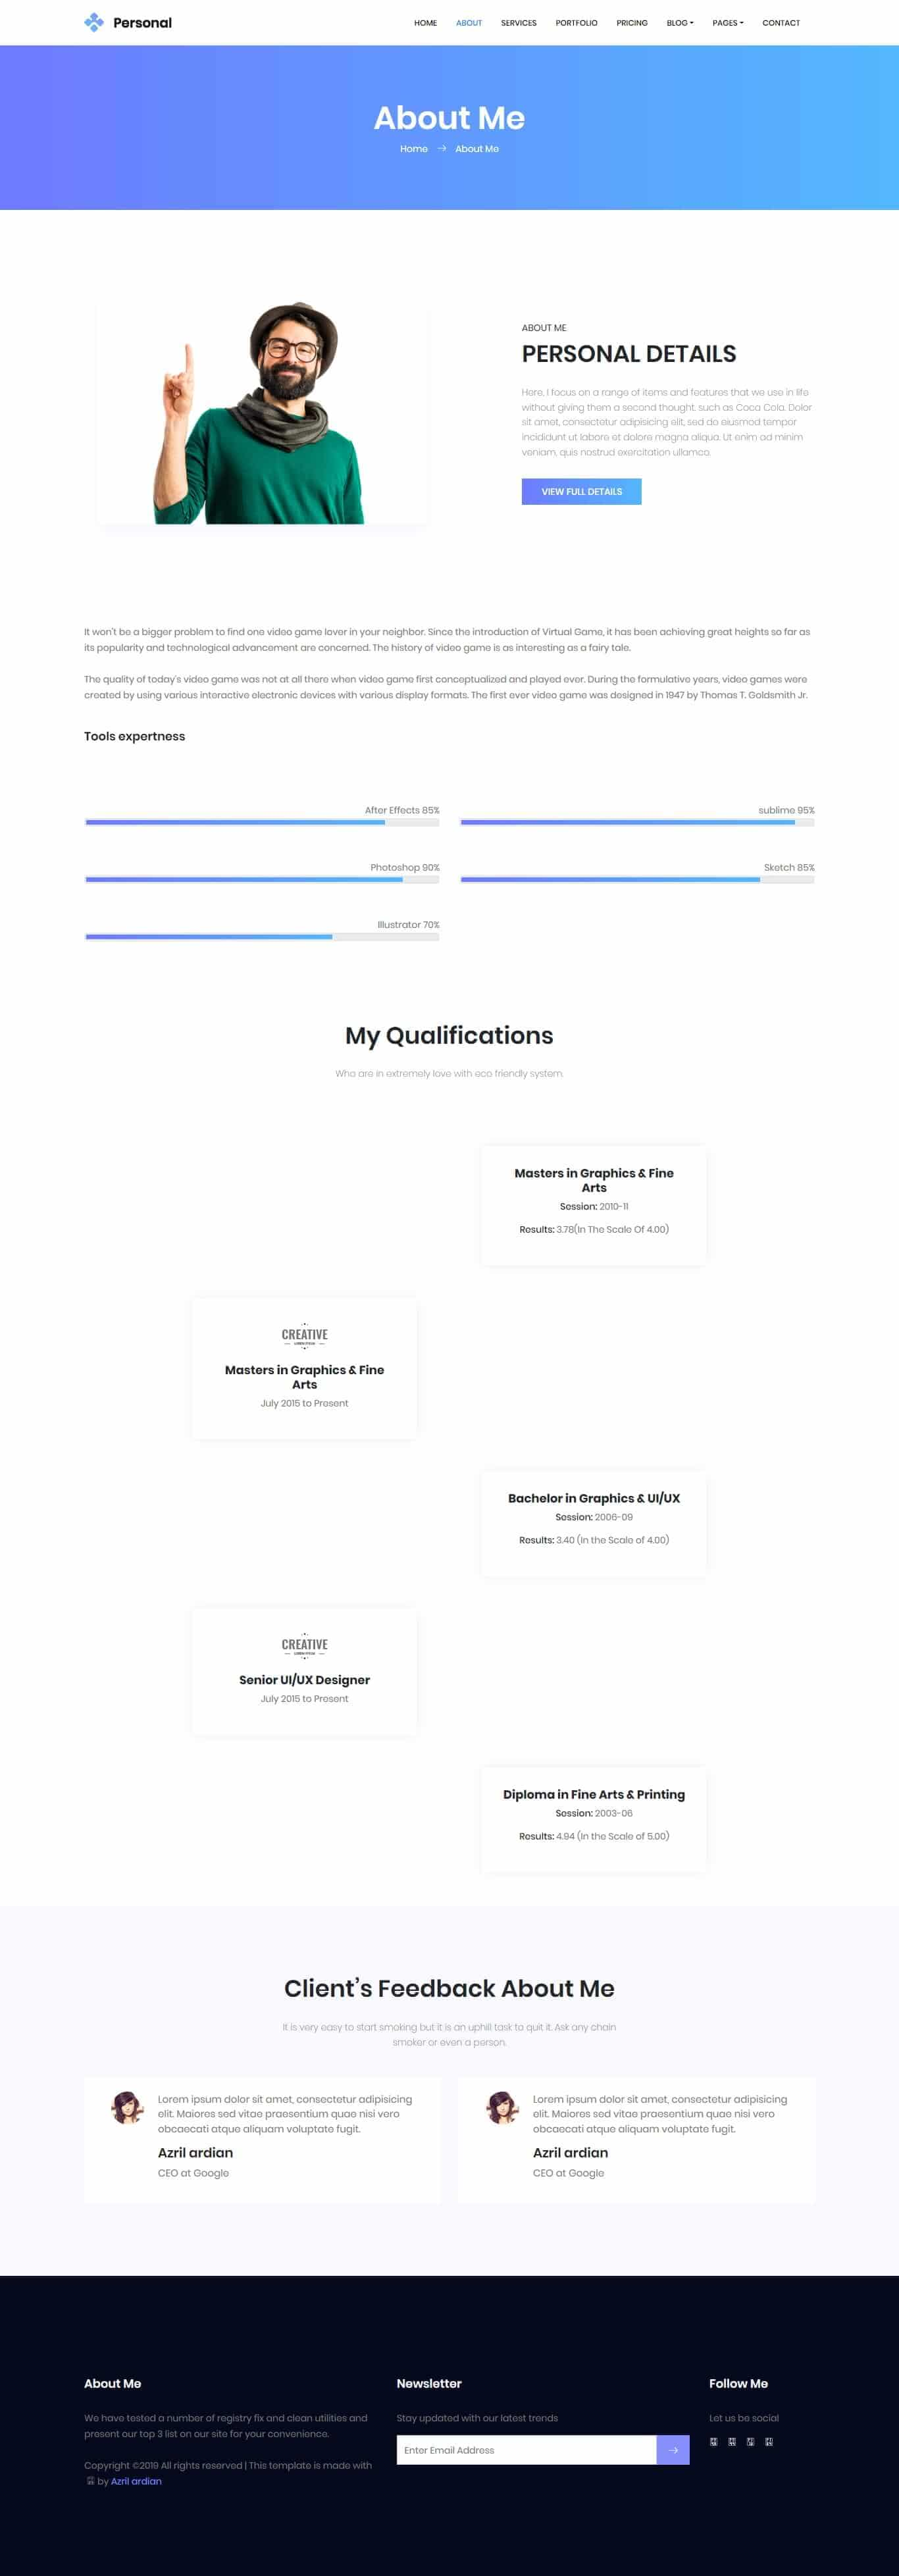 Personal
HOME
ABOUT
SERVICES
PORTFOLIO
PRICING
BLOG
PAGES
CONTACT
About Me
Home → About Me
ABOUT ME
PERSONAL DETAILS
Here, I focus on a range of items and features that we use in life
without giving them a second thought. such as Coca Cola. Dolor
sit amet, consectetur adipisicing elit, sed do eiusmod tempor
incididunt ut labore et dolore magna aliqua. Ut enim ad minim
veniam, quis nostrud exercitation ullamco.
VIEW FULL DETAILS
It won't be a bigger problem to find one video game lover in your neighbor. Since the introduction of Virtual Game, it has been achieving great heights so far as
its popularity and technological advancement are concerned. The history of video game is as interesting as a fairy tale.
The quality of today's video game was not at all there when video game first conceptualized and played ever. During the formulative years, video games were
created by using various interactive electronic devices with various display formats. The first ever video game was designed in 1947 by Thomas T. Goldsmith Jr.
Tools expertness
After Effects 85%
sublime 95%
Photoshop 90%
Sketch 85%
Illustrator 70%
My Qualifications
Who are in extremely love with eco friendly system.
Masters in Graphics & Fine
Arts
Session: 2010-11
Results: 3.78(In The Scale Of 4.00)
CREATIVE
LOREM IPSUM
Masters in Graphics & Fine
Arts
July 2015 to Present
Bachelor in Graphics & UI/UX
Session: 2006-09
Results: 3.40 (In the Scale of 4.00)
CREATIVE
LOREM IPSUM
Senior UI/UX Designer
July 2015 to Present
Diploma in Fine Arts & Printing
Session: 2003-06
Results: 4.94 (In the Scale of 5.00)
Client's Feedback About Me
It is very easy to start smoking but it is an uphill task to quit it. Ask any chain
smoker or even a person.
Lorem ipsum dolor sit amet, consectetur adipisicing
elit. Maiores sed vitae praesentium quae nisi vero
obcaecati atque aliquam voluptate fugit.
Azril ardian
CEO at Google
Lorem ipsum dolor sit amet, consectetur adipisicing
elit. Maiores sed vitae praesentium quae nisi vero
obcaecati atque aliquam voluptate fugit.
Azril ardian
CEO at Google
About Me
We have tested a number of registry fix and clean utilities and
present our top 3 list on our site for your convenience.
Copyright ©2019 All rights reserved | This template is made with
by Azril ardian
Newsletter
Stay updated with our latest trends
Enter Email Address
Follow Me
Let us be social